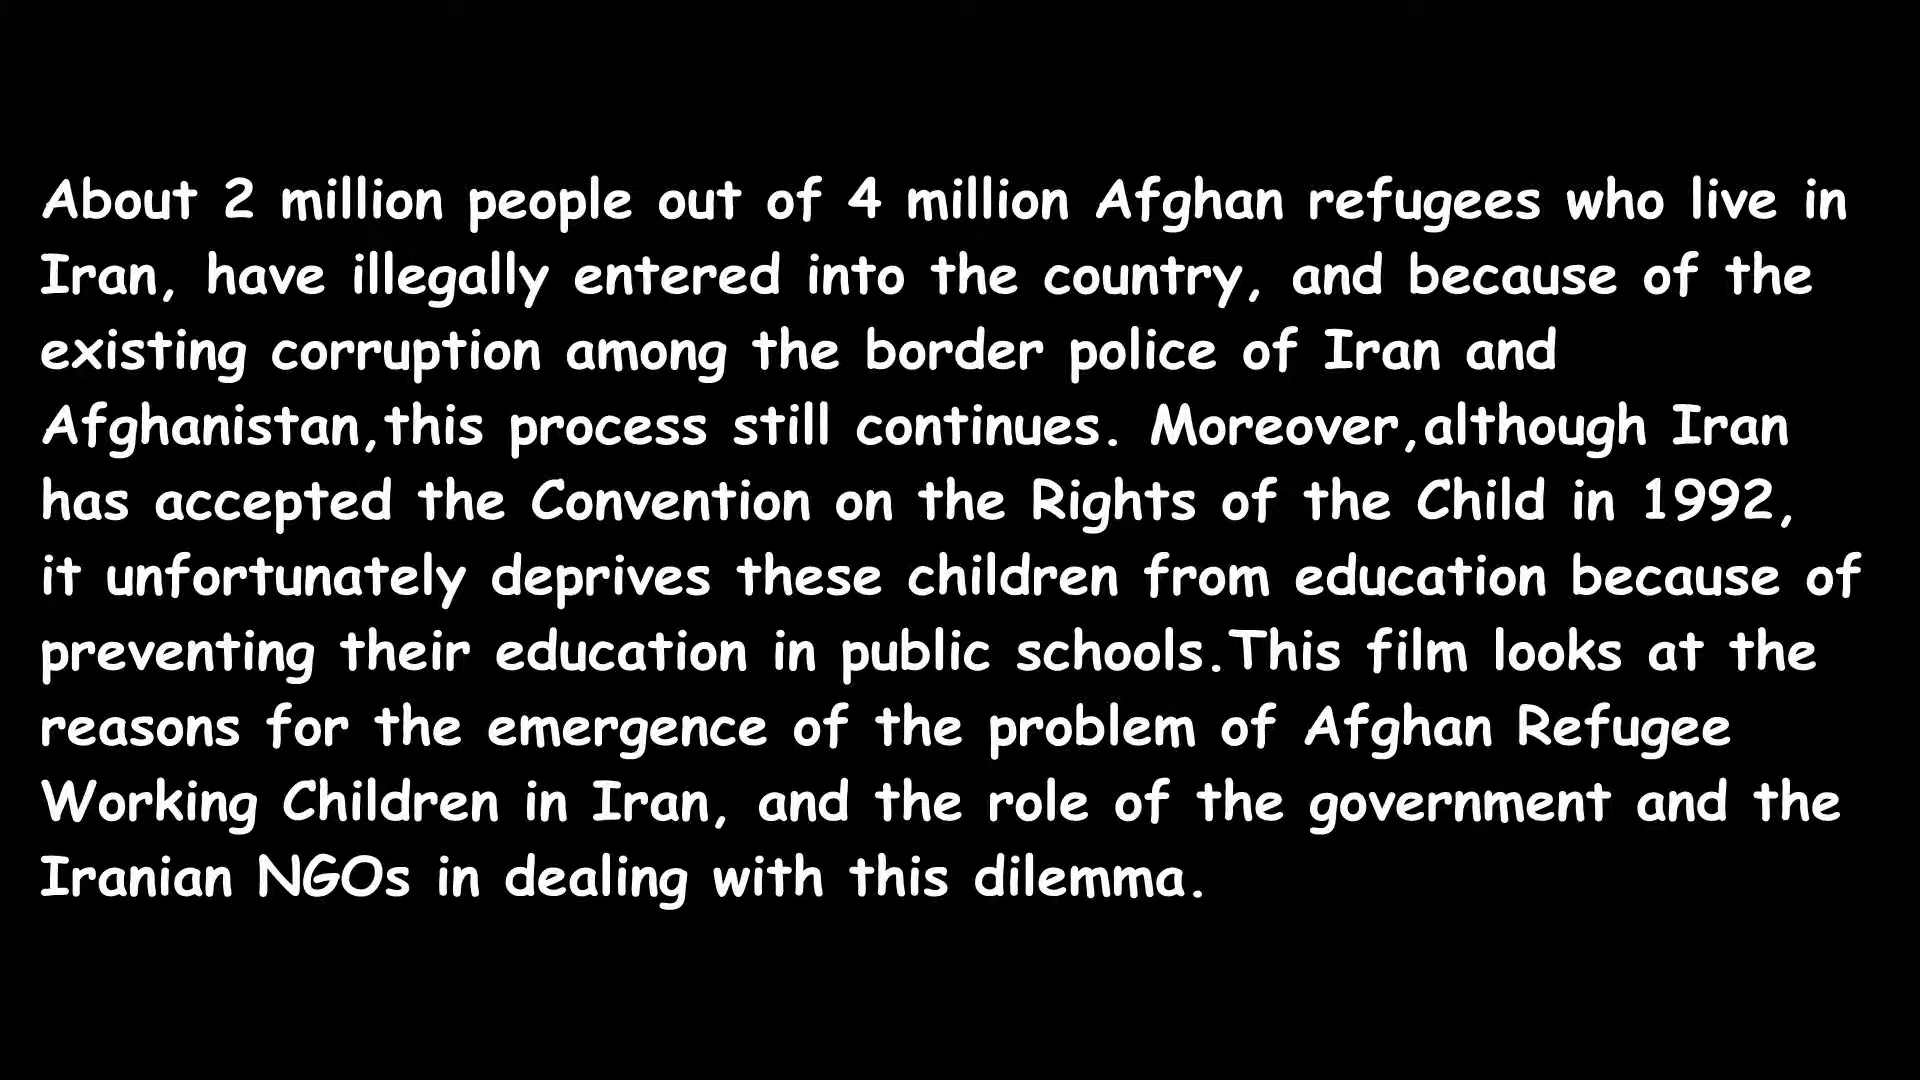 About 2 million people out of 4 million Afghan refugees who live in
Iran, have illegally entered into the country, and because of the
existing corruption among the border police of Iran and
Afghanistan,this process still continues. Moreover,although Iran
has accepted the Convention on the Rights of the Child in 1992,
it unfortunately deprives these children from education because of
preventing their education in public schools.This film looks at the
reasons for the emergence of the problem of Afghan Refugee
Working Children in Iran, and the role of the government and the
Iranian NGOs in dealing with this dilemma.